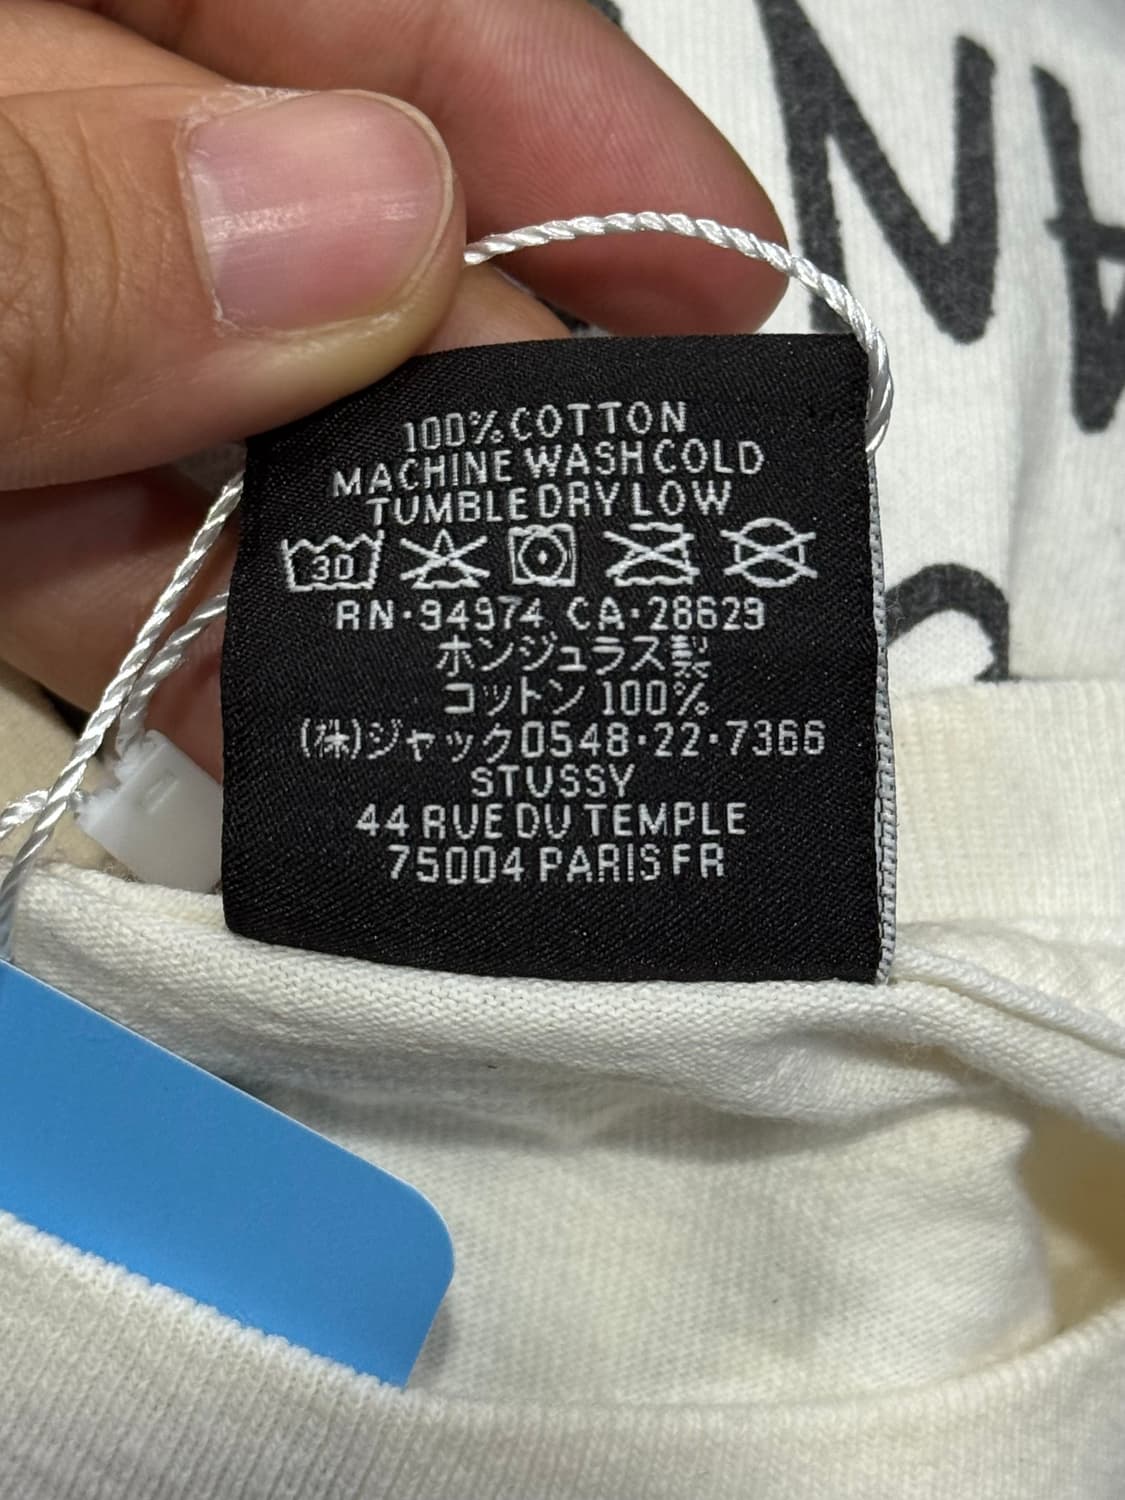 100% COTTON
MACHINE WASH COLD
TUMBLE DRY LOW
30
RN·94974 CA·28629
ホンジュラス製
コットン 100%
(株)ジャック0548·22·7366
STUSSY
44 RUE DU TEMPLE
75004 PARIS FR